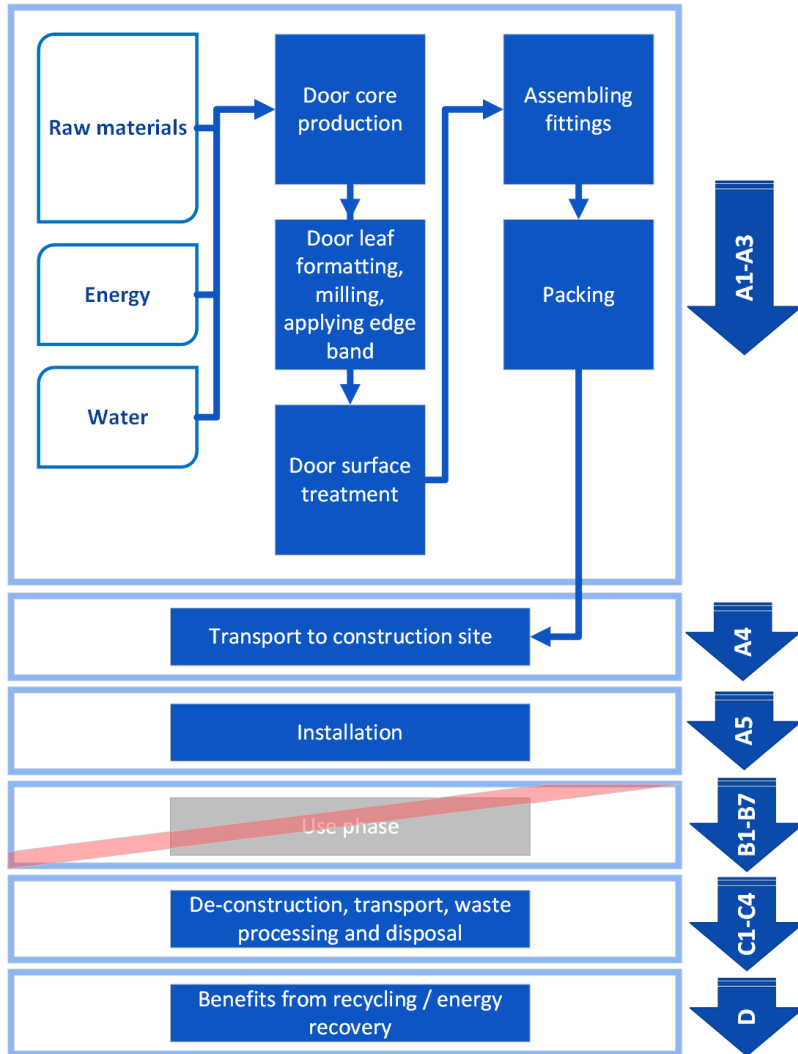 Raw materials
Energy
Water
Door core
production
Door leaf
formatting,
milling,
applying edge
band
Door surface
treatment
Assembling
fittings
Packing
A1-A3
Transport to construction site
A4
Installation
A5
Use phase
B1-B7
De-construction, transport, waste
processing and disposal
C1-C4
Benefits from recycling / energy
recovery
D